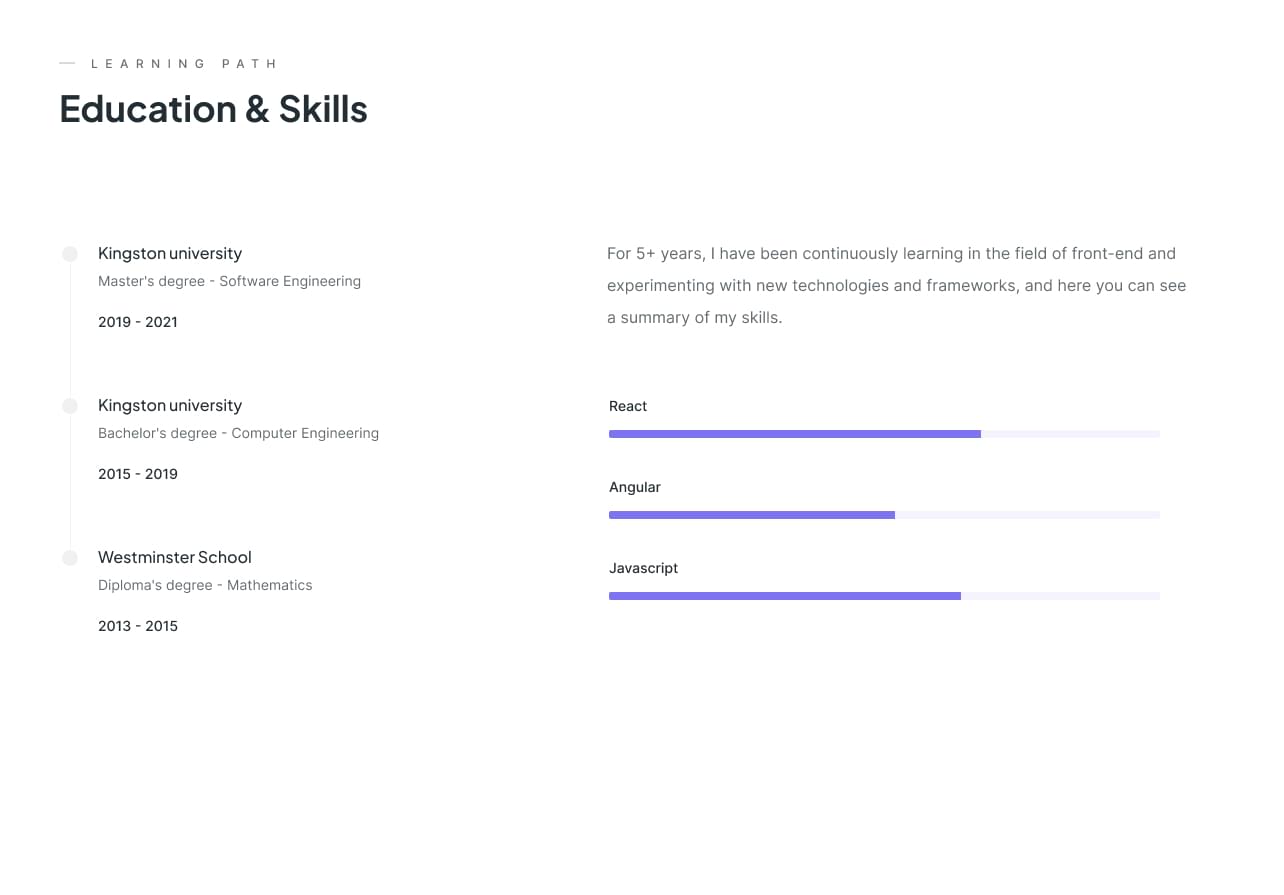 LEARNING PATH
Education & Skills
Kingston university
Master's degree - Software Engineering
2019 - 2021
Kingston university
Bachelor's degree - Computer Engineering
2015 - 2019
Westminster School
Diploma's degree - Mathematics
2013 - 2015
For 5+ years, I have been continuously learning in the field of front-end and
experimenting with new technologies and frameworks, and here you can see
a summary of my skills.
React
Angular
Javascript